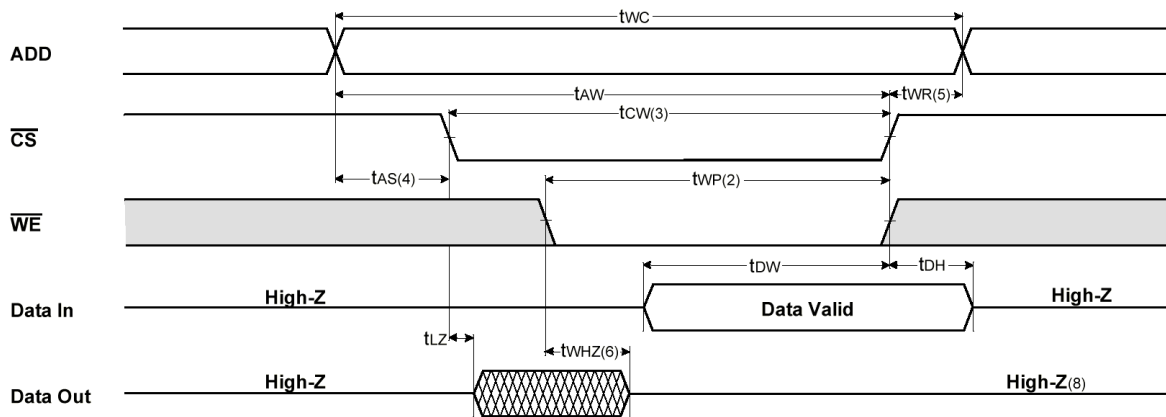 tWC
ADD
tAW
tWR(5)
tCW(3)
CS
tAS(4)
tWP(2)
WE
tDW
tDH
High-Z
Data Valid
High-Z
Data In
tLZ
tWHZ(6)
High-Z
High-Z(8)
Data Out